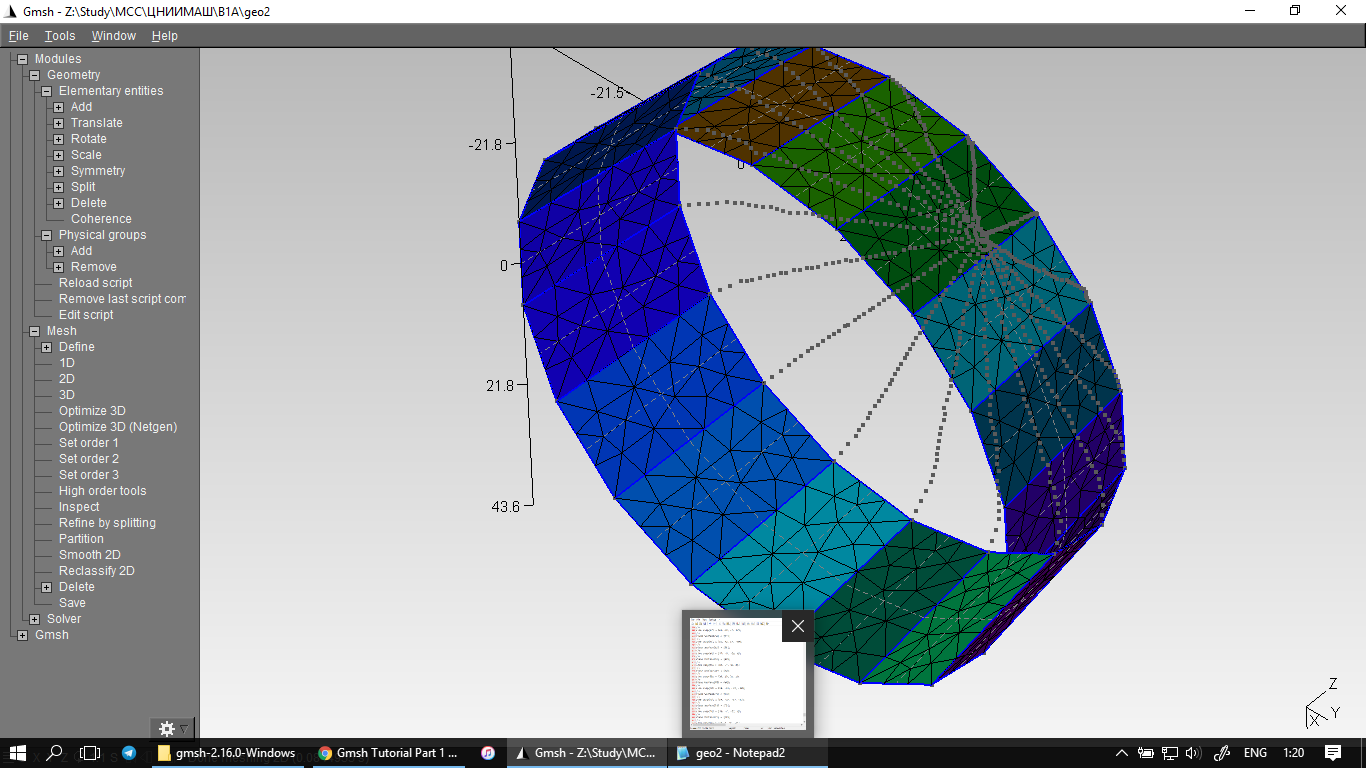 Gmsh - Z:\Study\МСС\ЦНИИМАШ\B1A\geo2
File Tools Window Help
Modules
Geometry
Elementary entities
Add
Translate
Rotate
Scale
Symmetry
Split
Delete
Coherence
Physical groups
Add
Remove
Reload script
Remove last script com
Edit script
Mesh
Define
1D
2D
3D
Optimize 3D
Optimize 3D (Netgen)
Set order 1
Set order 2
Set order 3
High order tools
Inspect
Refine by splitting
Partition
Smooth 2D
Reclassify 2D
Delete
Save
Solver
Gmsh
-21.5
-21.8
0
0
21.8
43.6
Z
Y
X
gmsh-2.16.0-Windows
Gmsh Tutorial Part 1 ...
Gmsh - Z:\Study\MC...
geo2 - Notepad2
ENG
1:20